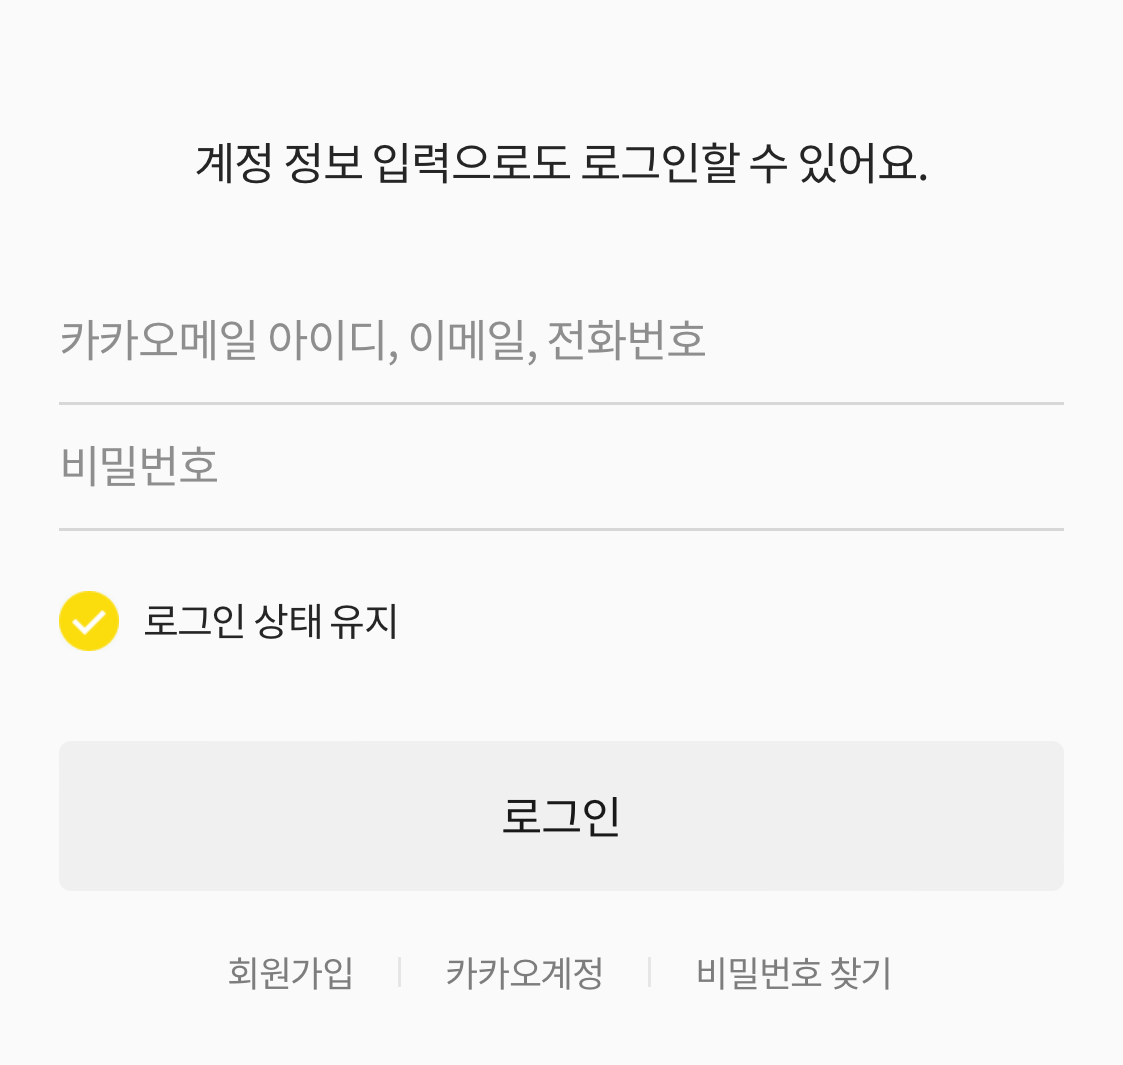 계정 정보 입력으로도 로그인할 수 있어요.
카카오메일 아이디, 이메일, 전화번호
비밀번호
로그인 상태 유지
로그인
회원가입 | 카카오계정 | 비밀번호 찾기